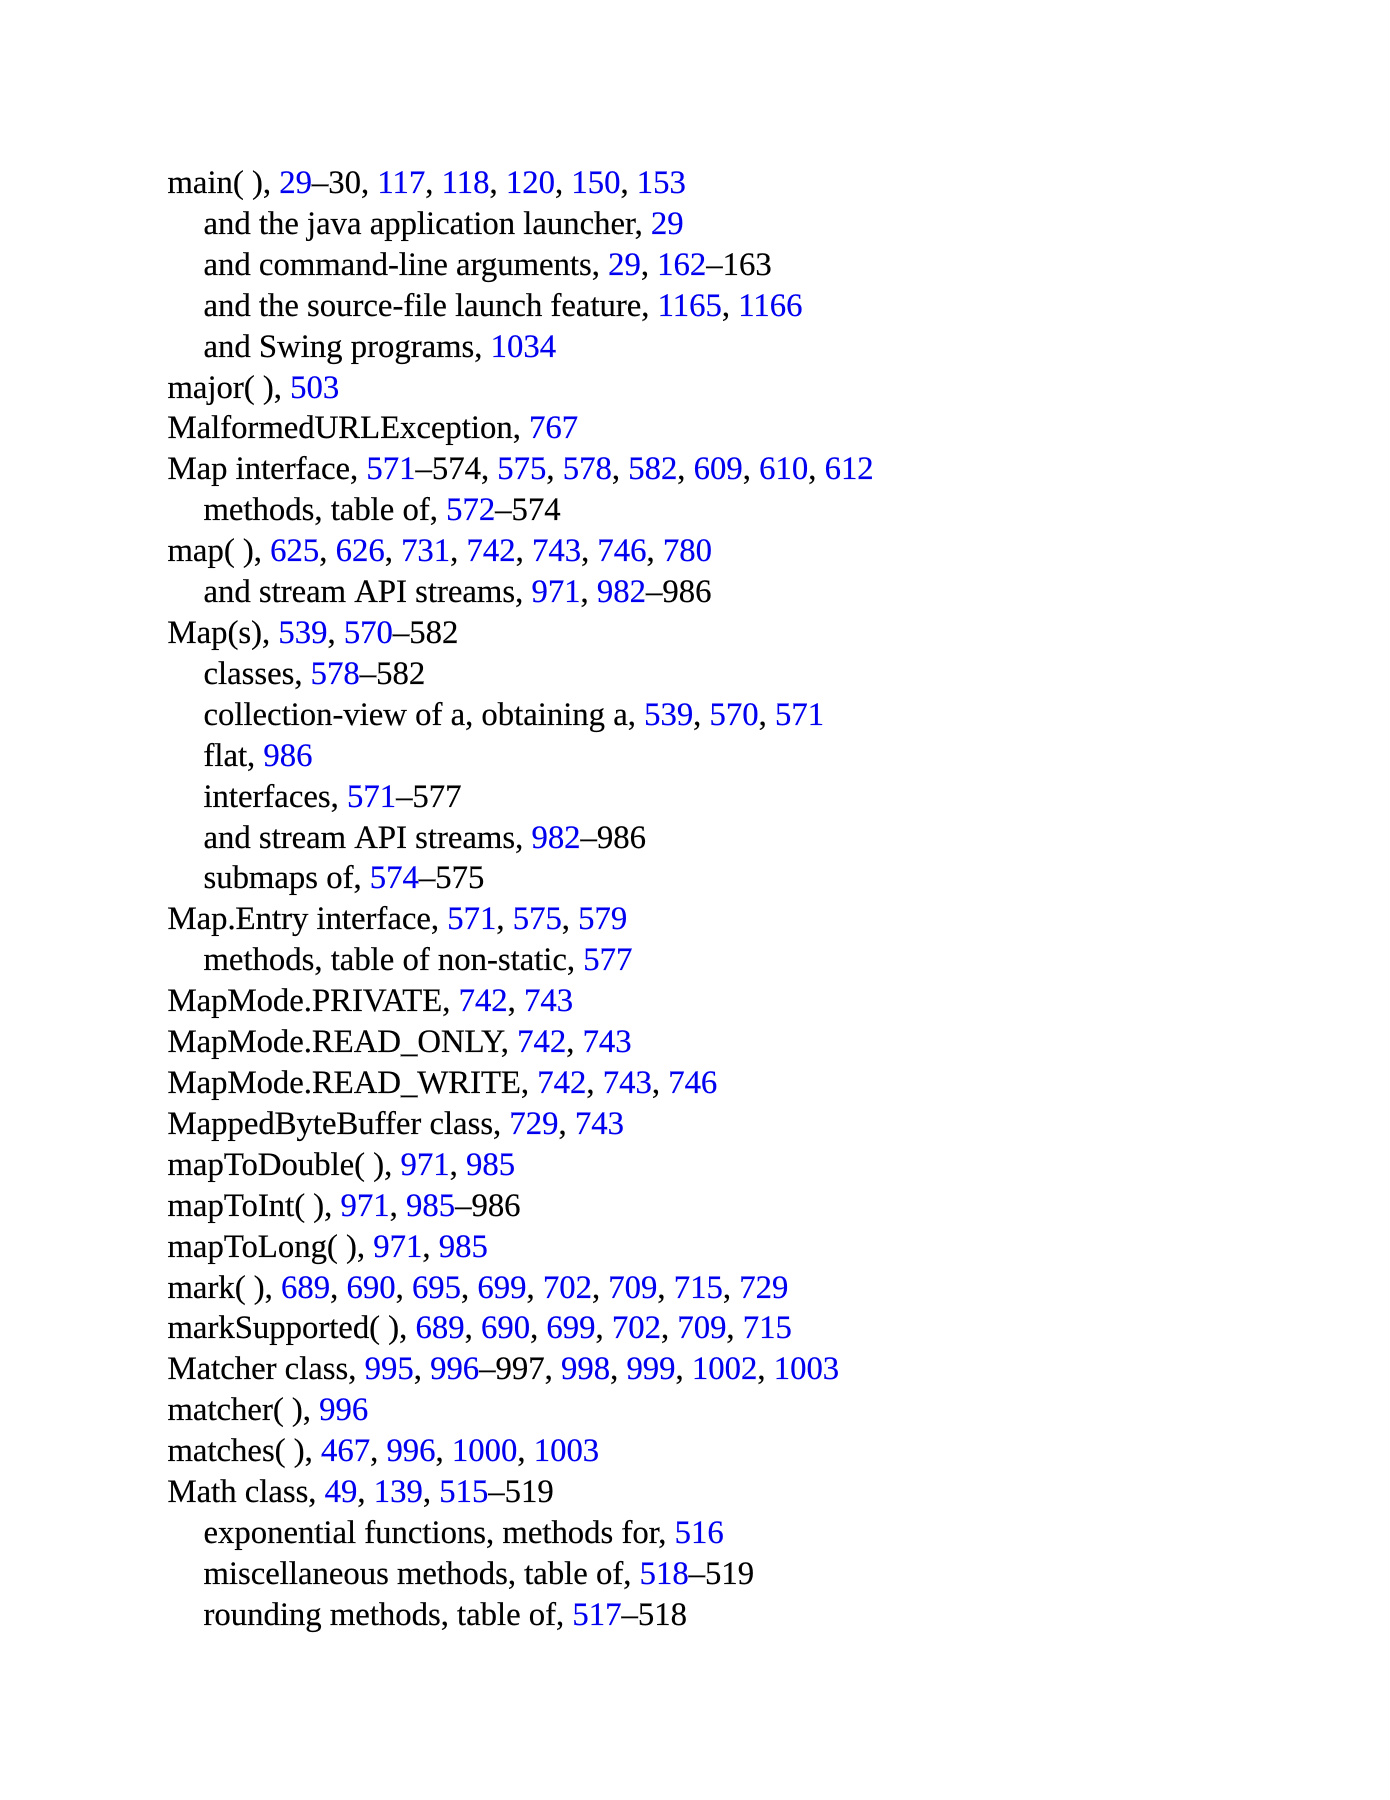 main( ), 29–30, 117, 118, 120, 150, 153
and the java application launcher, 29
and command-line arguments, 29, 162–163
and the source-file launch feature, 1165, 1166
and Swing programs, 1034
major( ), 503
MalformedURLException, 767
Map interface, 571–574, 575, 578, 582, 609, 610, 612
methods, table of, 572–574
map( ), 625, 626, 731, 742, 743, 746, 780
and stream API streams, 971, 982–986
Map(s), 539, 570–582
classes, 578–582
collection-view of a, obtaining a, 539, 570, 571
flat, 986
interfaces, 571–577
and stream API streams, 982–986
submaps of, 574–575
Map.Entry interface, 571, 575, 579
methods, table of non-static, 577
MapMode.PRIVATE, 742, 743
MapMode.READ_ONLY, 742, 743
MapMode.READ_WRITE, 742, 743, 746
MappedByteBuffer class, 729, 743
mapToDouble( ), 971, 985
mapToInt( ), 971, 985–986
mapToLong( ), 971, 985
mark( ), 689, 690, 695, 699, 702, 709, 715, 729
markSupported( ), 689, 690, 699, 702, 709, 715
Matcher class, 995, 996–997, 998, 999, 1002, 1003
matcher( ), 996
matches( ), 467, 996, 1000, 1003
Math class, 49, 139, 515–519
exponential functions, methods for, 516
miscellaneous methods, table of, 518–519
rounding methods, table of, 517–518